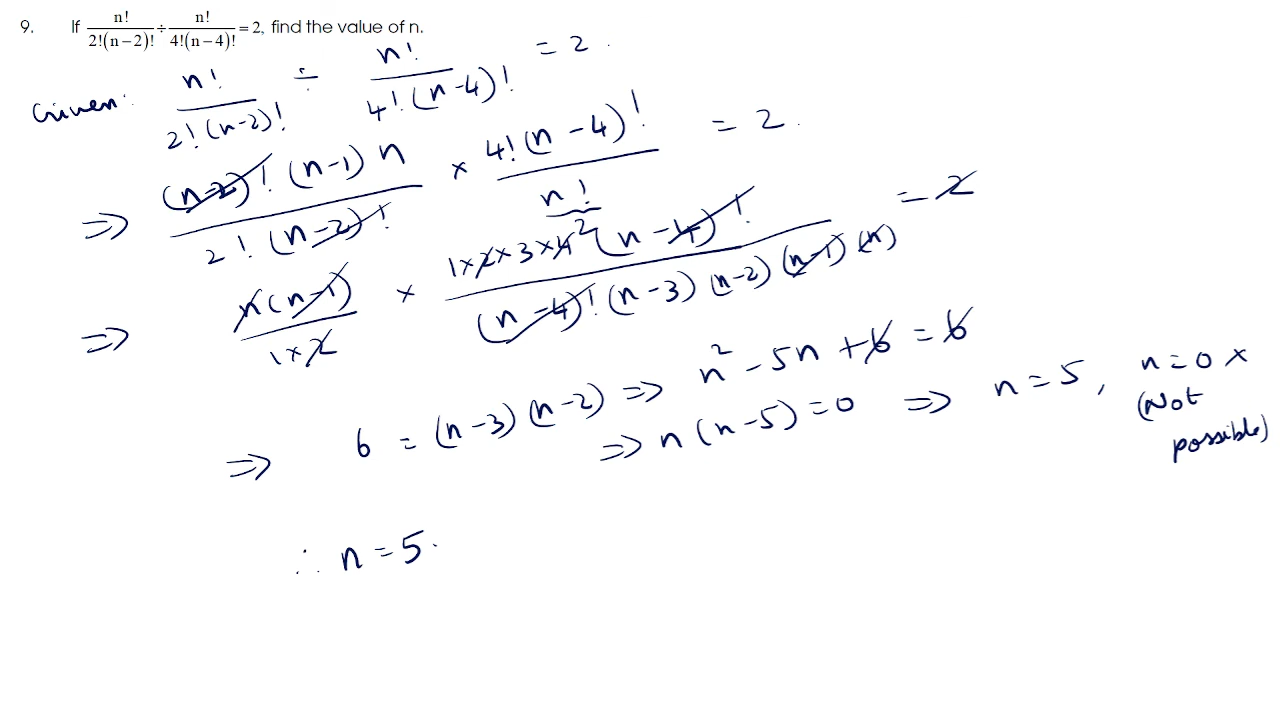 9. If n!/(2!(n−2)!) ÷ n!/(4!(n−4)!) = 2, find the value of n.
Given: n!/(2!(n-2)!) ÷ n!/(4!(n-4)!) = 2.
⇒ (n-2)!(n-1)n/(2!(n-2)!) × 4!(n-4)!/n! = 2.
⇒ n(n-1)/(1×2) × 1×2×3×4²(n-4)!/((n-4)!(n-3)(n-2)(n-1)(n)) = 2
⇒ 6 = (n-3)(n-2) ⇒ n²-5n+6 = 6
⇒ n(n-5)=0 ⇒ n=5, n=0 ×
(Not
possible)
∴ n=5.